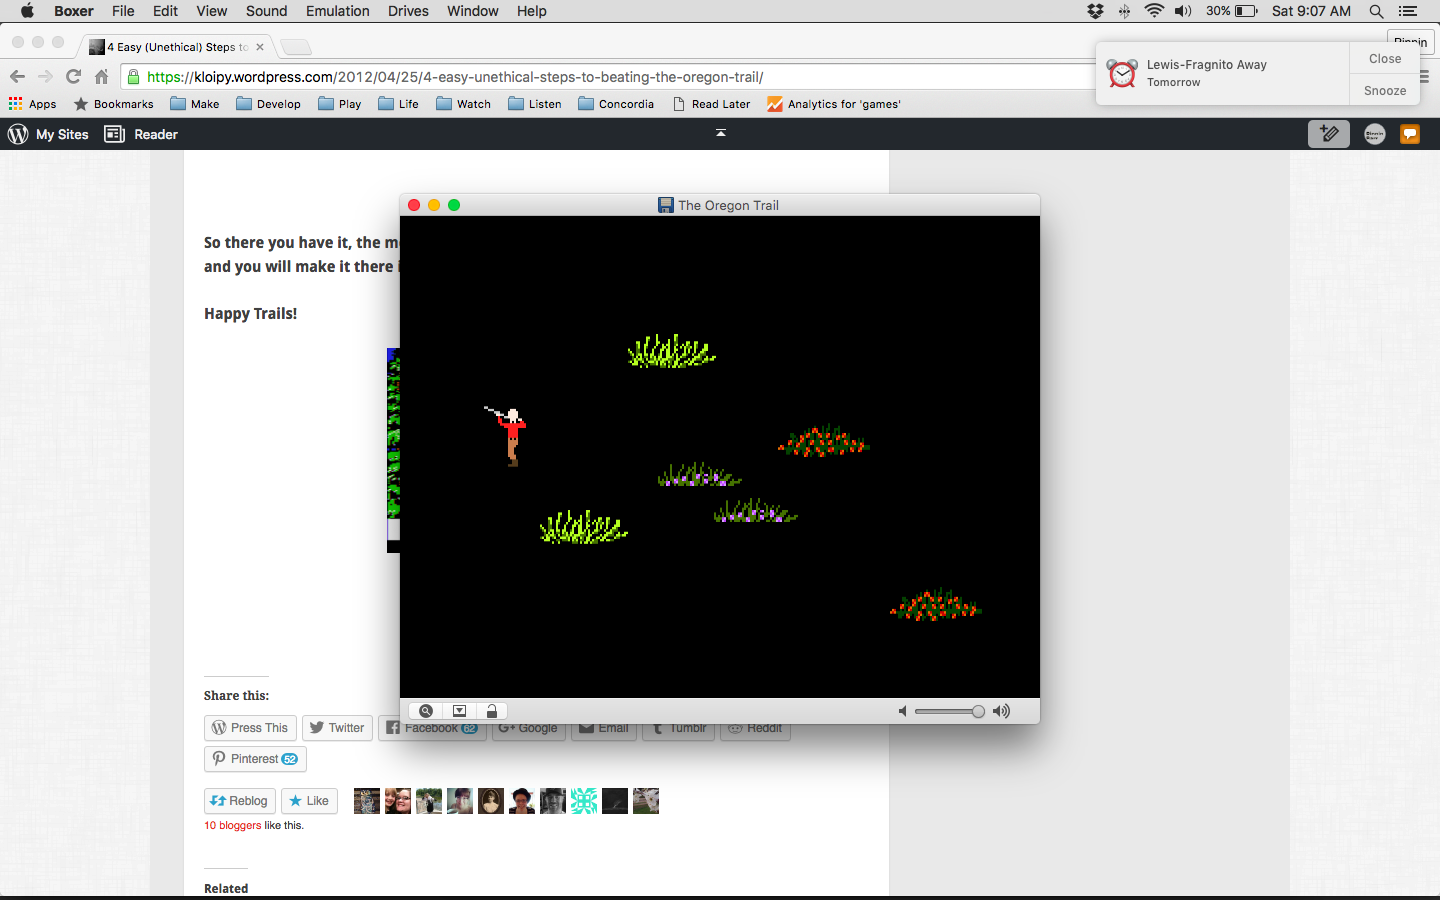 Boxer File Edit View Sound Emulation Drives Window Help 30% Sat 9:07 AM
4 Easy (Unethical) Steps to
https://kloipy.wordpress.com/2012/04/25/4-easy-unethical-steps-to-beating-the-oregon-trail/
Lewis-Fragnito Away
Tomorrow
Close
Snooze
Apps Bookmarks Make Develop Play Life Watch Listen Concordia Read Later Analytics for 'games'
My Sites Reader
The Oregon Trail
So there you have it, the m
and you will make it there
Happy Trails!
Share this:
Press This Twitter Facebook 62 Google Email Tumblr Reddit
Pinterest 52
Reblog Like
10 bloggers like this.
Related